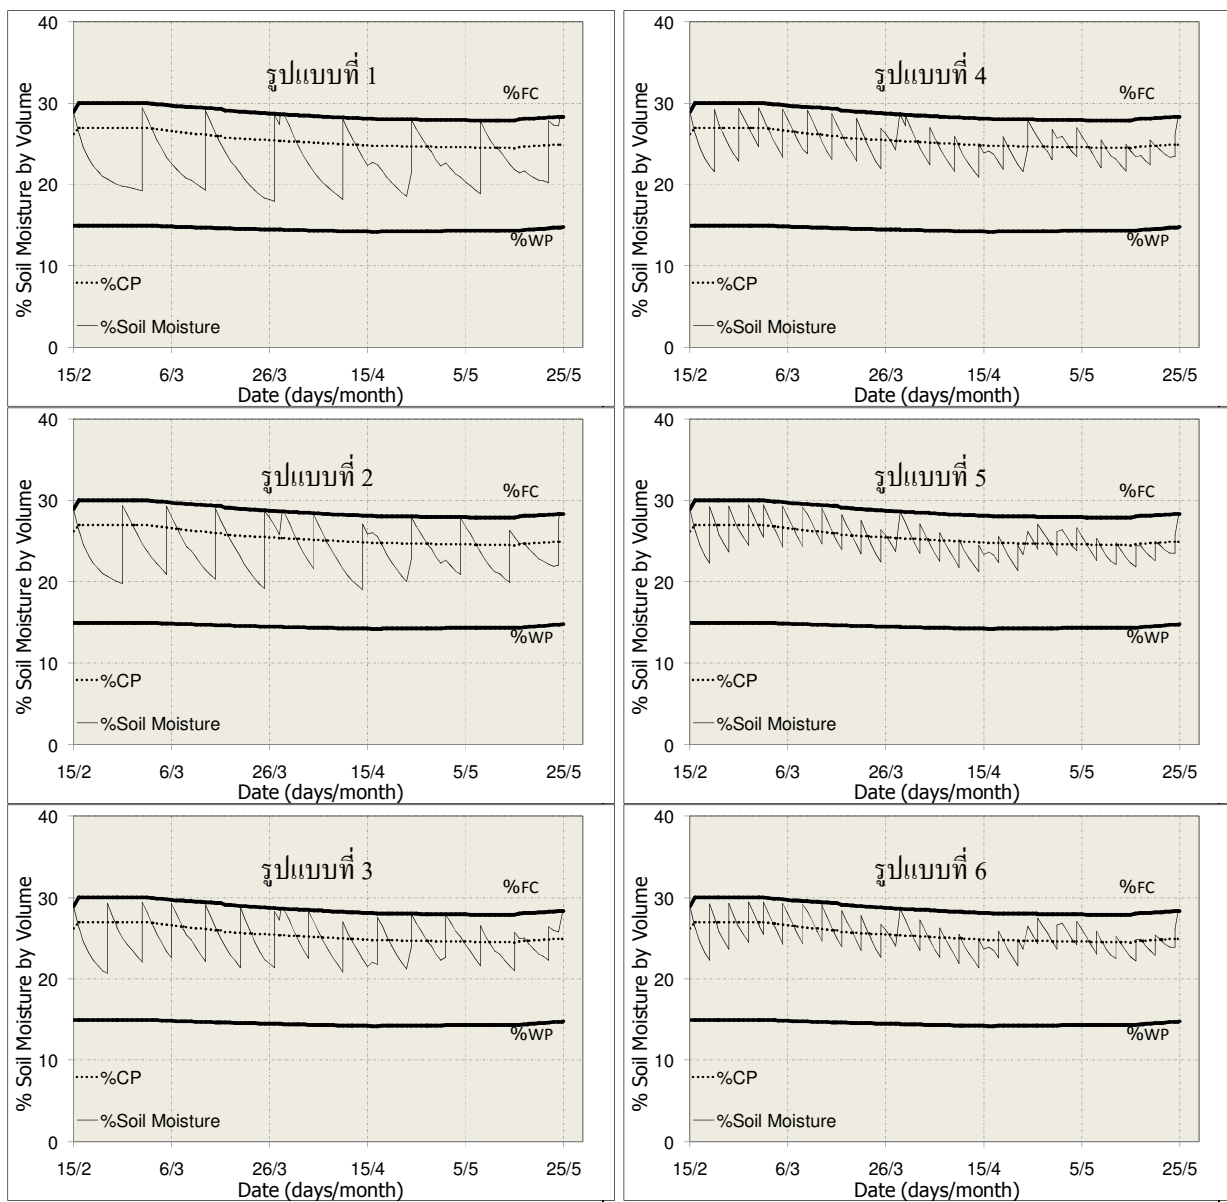 40
รูปแบบที่ 1
30
%FC
20
%WP
10
%CP
%Soil Moisture
0
15/2 6/3 26/3 15/4 5/5 25/5
Date (days/month)
% Soil Moisture by Volume
40
รูปแบบที่ 4
30
%FC
20
%WP
10
%CP
%Soil Moisture
0
15/2 6/3 26/3 15/4 5/5 25/5
Date (days/month)
% Soil Moisture by Volume
40
รูปแบบที่ 2
30
%FC
20
%WP
10
%CP
%Soil Moisture
0
15/2 6/3 26/3 15/4 5/5 25/5
Date (days/month)
% Soil Moisture by Volume
40
รูปแบบที่ 5
30
%FC
20
%WP
10
%CP
%Soil Moisture
0
15/2 6/3 26/3 15/4 5/5 25/5
Date (days/month)
% Soil Moisture by Volume
40
รูปแบบที่ 3
30
%FC
20
%WP
10
%CP
%Soil Moisture
0
15/2 6/3 26/3 15/4 5/5 25/5
Date (days/month)
% Soil Moisture by Volume
40
รูปแบบที่ 6
30
%FC
20
%WP
10
%CP
%Soil Moisture
0
15/2 6/3 26/3 15/4 5/5 25/5
Date (days/month)
% Soil Moisture by Volume